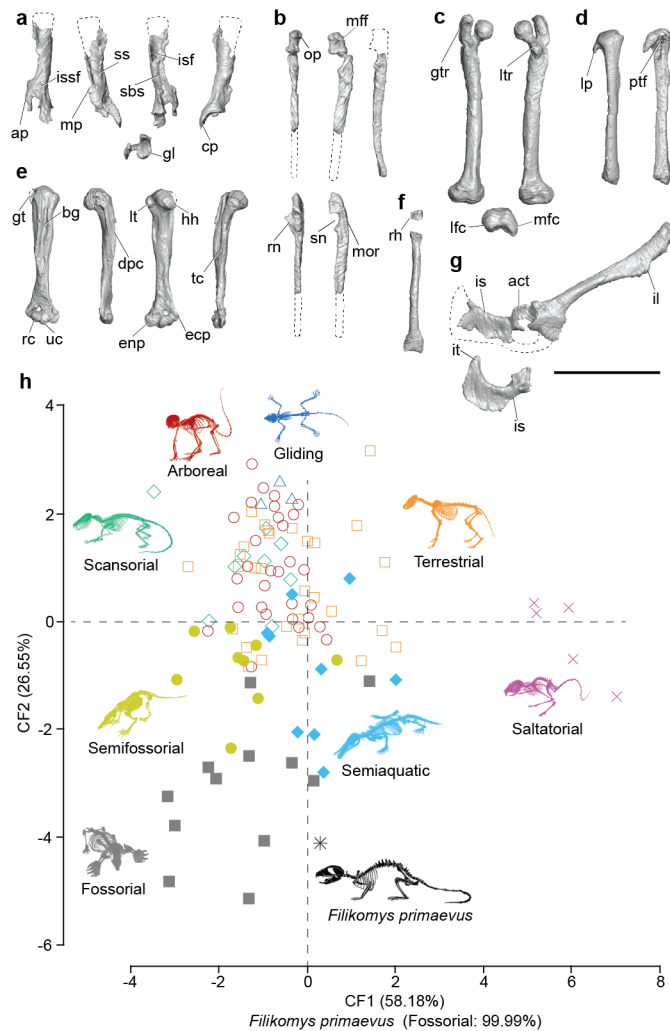 a
isf
ss
issf
sbs
ap
mp
cp
gl
b
mff
op
rn
sn
mor
c
gtr
ltr
lfc
mfc
d
lp
ptf
e
gt
bg
lt
hh
dpc
tc
rc
uc
enp
ecp
f
rh
g
is
act
il
it
is
h
4
2
0
-2
-4
-6
CF2 (26.55%)
Arboreal
Gliding
Scansorial
Terrestrial
Semifossorial
Semiaquatic
Saltatorial
Fossorial
Filikomys primaevus
-4
-2
0
2
4
6
8
CF1 (58.18%)
Filikomys primaevus (Fossorial: 99.99%)